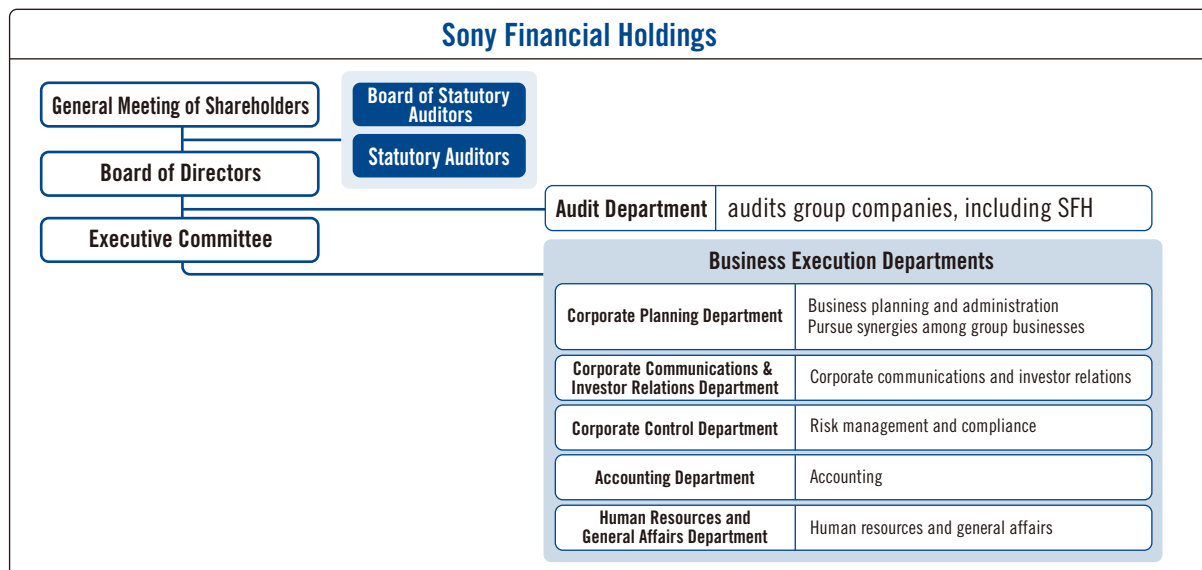 Sony Financial Holdings
General Meeting of Shareholders
Board of Statutory
Auditors
Statutory Auditors
Board of Directors
Audit Department
audits group companies, including SFH
Executive Committee
Business Execution Departments
Corporate Planning Department
Business planning and administration
Pursue synergies among group businesses
Corporate Communications &
Investor Relations Department
Corporate communications and investor relations
Corporate Control Department
Risk management and compliance
Accounting Department
Accounting
Human Resources and
General Affairs Department
Human resources and general affairs